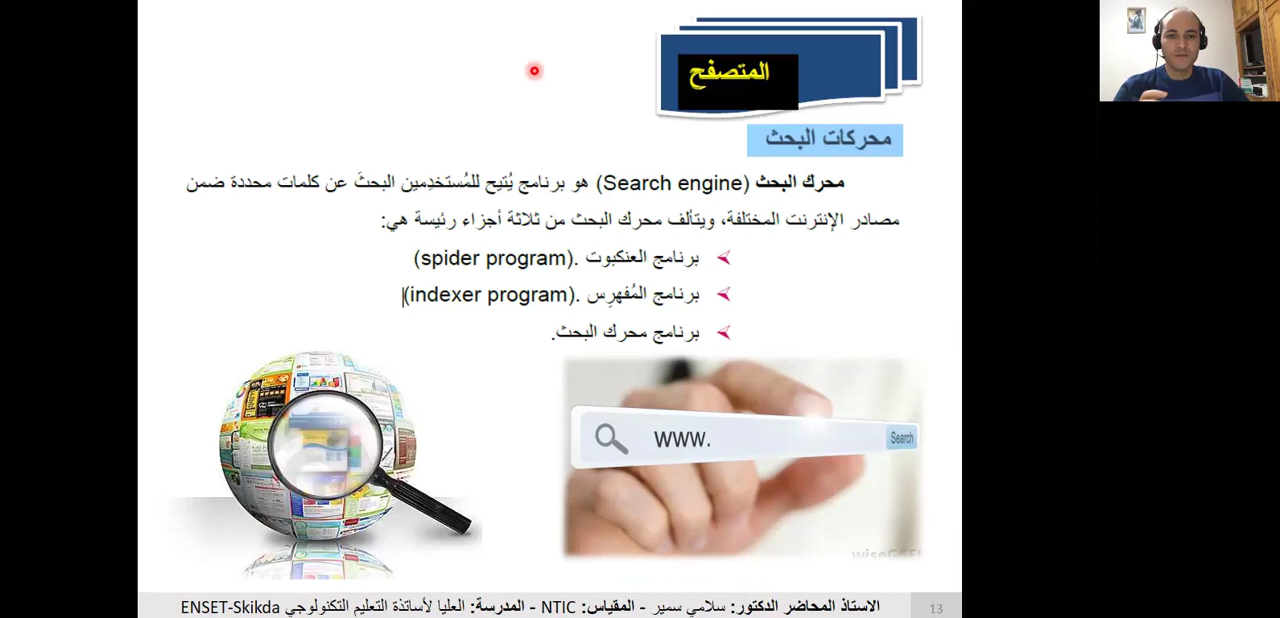 المتصفح
محركات البحث
محرك البحث (Search engine) هو برنامج يُتيح للمُستخدِمين البحثَ عن كلمات محددة ضمن
مصادر الإنترنت المختلفة، ويتألف محرك البحث من ثلاثة أجزاء رئيسة هي:
برنامج العنكبوت .(spider program)
برنامج المُفهرِس .(indexer program)
برنامج محرك البحث.
www.
Search
wiseGEEK
الاستاذ المحاضر الدكتور: سلامي سمير - المقياس: NTIC - المدرسة: العليا لأساتذة التعليم التكنولوجي ENSET-Skikda
13